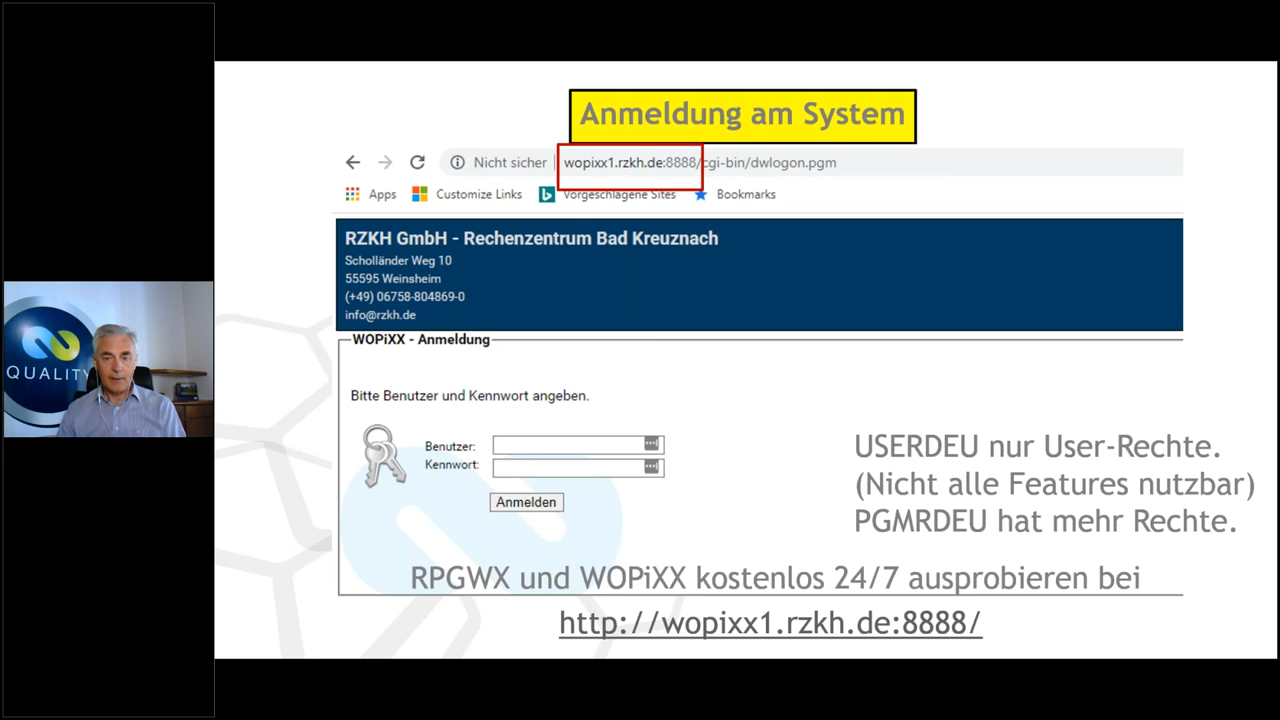 Anmeldung am System
Nicht sicher | wopixx1.rzkh.de:8888/cgi-bin/dwlogon.pgm
Apps Customize Links Vorgeschlagene Sites Bookmarks
RZKH GmbH - Rechenzentrum Bad Kreuznach
Scholländer Weg 10
55595 Weinsheim
(+49) 06758-804869-0
info@rzkh.de
WOPiXX - Anmeldung
Bitte Benutzer und Kennwort angeben.
Benutzer:
Kennwort:
Anmelden
USERDEU nur User-Rechte.
(Nicht alle Features nutzbar)
PGMRDEU hat mehr Rechte.
RPGWX und WOPiXX kostenlos 24/7 ausprobieren bei
http://wopixx1.rzkh.de:8888/
QUALITY